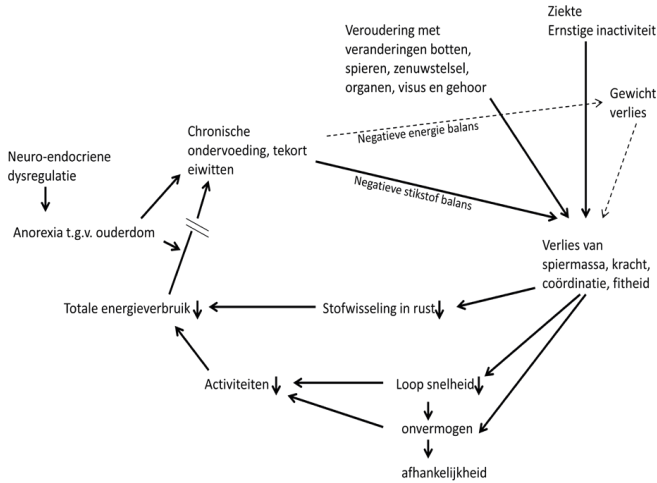 Ziekte
Ernstige inactiviteit
Veroudering met
veranderingen botten,
spieren, zenuwstelsel,
organen, visus en gehoor
Gewicht
verlies
Chronische
ondervoeding, tekort
eiwitten
Negatieve energie balans
Neuro-endocriene
dysregulatie
Negatieve stikstof balans
Anorexia t.g.v. ouderdom
Verlies van
spiermassa, kracht,
coördinatie, fitheid
Totale energieverbruik
Stofwisseling in rust
Activiteiten
Loop snelheid
onvermogen
afhankelijkheid